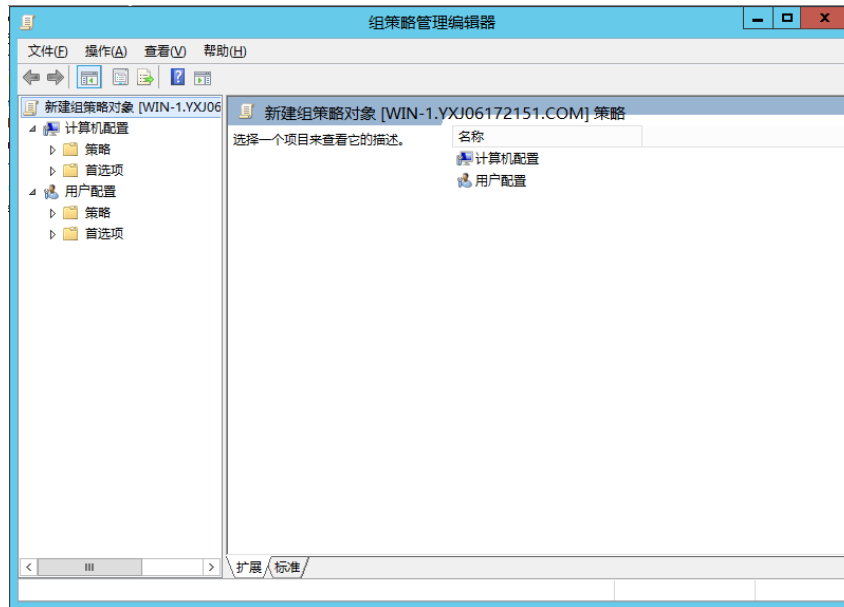 组策略管理编辑器
文件(F) 操作(A) 查看(V) 帮助(H)
新建组策略对象 [WIN-1.YXJ06
计算机配置
策略
首选项
用户配置
策略
首选项
新建组策略对象 [WIN-1.YXJ06172151.COM] 策略
选择一个项目来查看它的描述。
名称
计算机配置
用户配置
扩展 标准